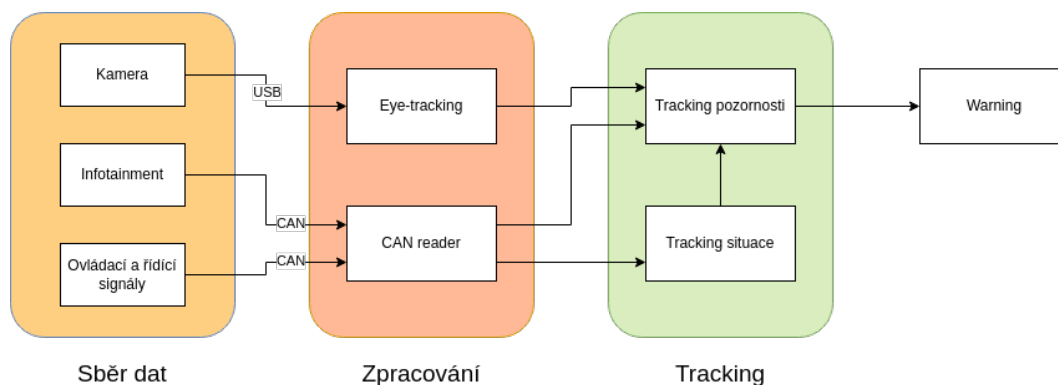 Kamera
USB
Eye-tracking
Tracking pozornosti
Warning
Infotainment
CAN
CAN reader
Tracking situace
Ovládací a řídící
signály
CAN
Sběr dat
Zpracování
Tracking